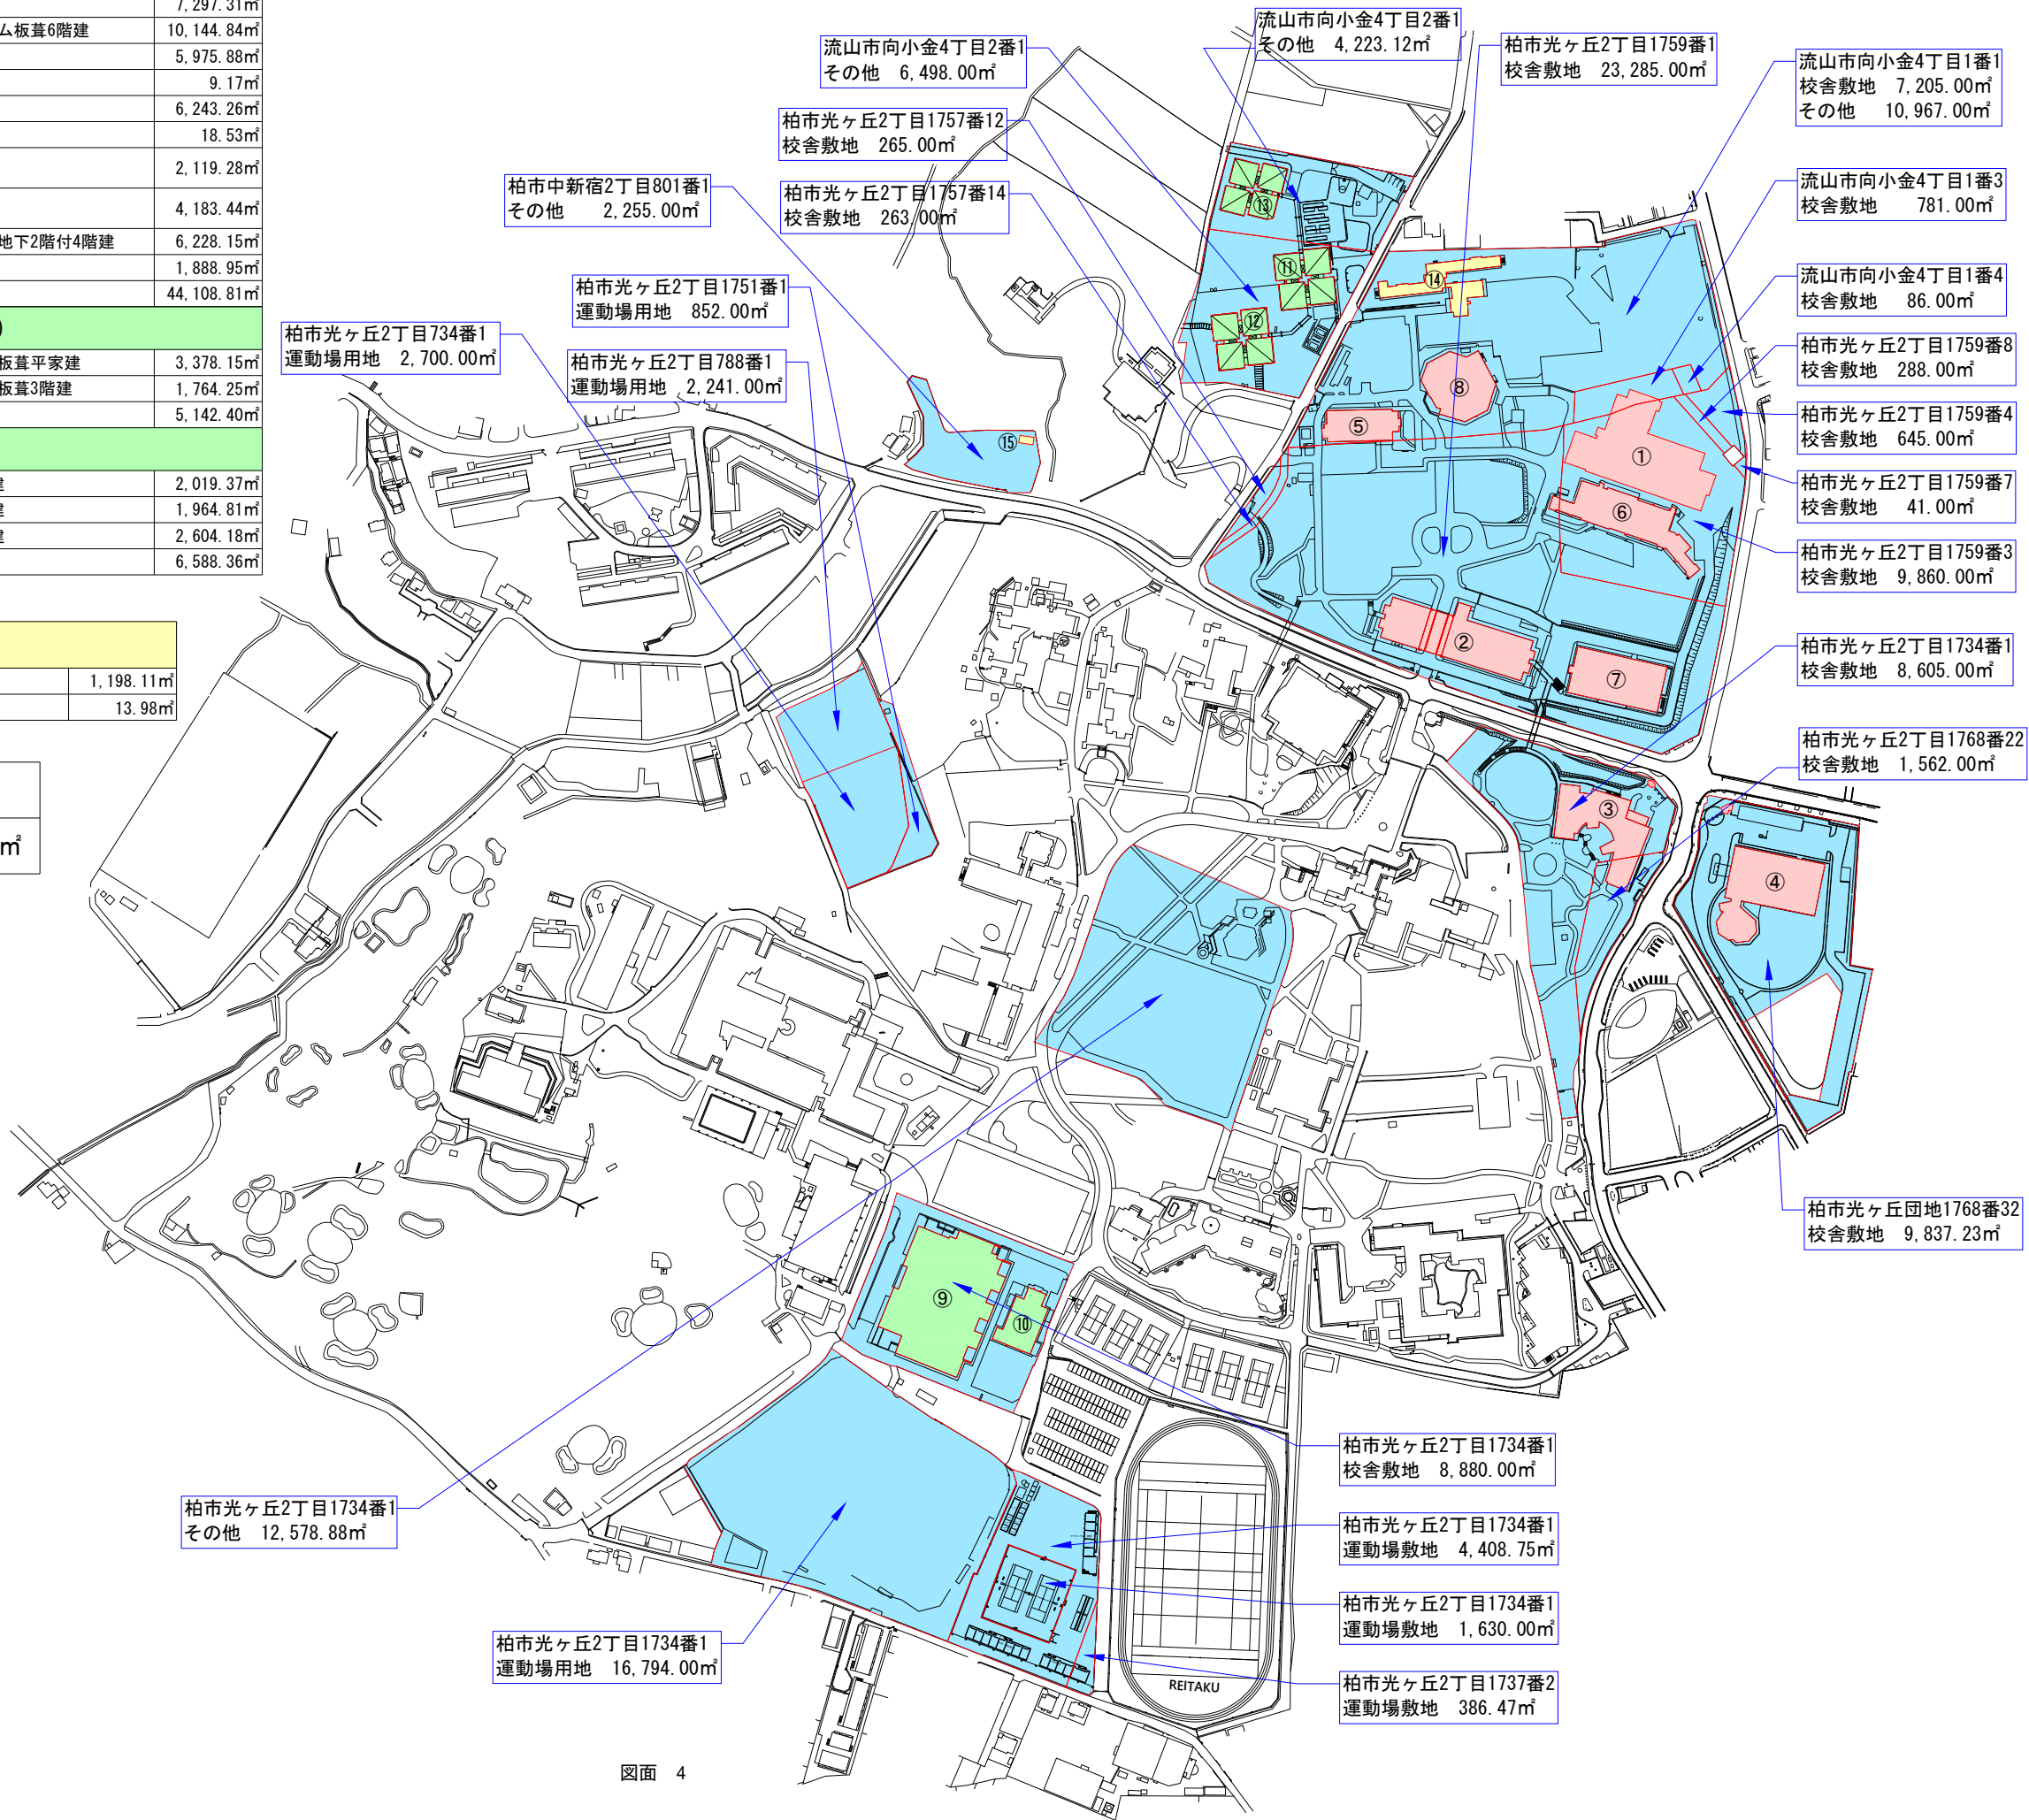 7,297.31㎡
ム板葺6階建 10,144.84㎡
5,975.88㎡
9.17㎡
6,243.26㎡
18.53㎡
2,119.28㎡
4,183.44㎡
地下2階付4階建 6,228.15㎡
1,888.95㎡
44,108.81㎡
)
板葺平家建 3,378.15㎡
板葺3階建 1,764.25㎡
5,142.40㎡
建 2,019.37㎡
建 1,964.81㎡
建 2,604.18㎡
6,588.36㎡
1,198.11㎡
13.98㎡
㎡
流山市向小金4丁目2番1
その他 4,223.12㎡
流山市向小金4丁目2番1
その他 6,498.00㎡
柏市光ヶ丘2丁目1759番1
校舎敷地 23,285.00㎡
流山市向小金4丁目1番1
校舎敷地 7,205.00㎡
その他 10,967.00㎡
柏市光ヶ丘2丁目1757番12
校舎敷地 265.00㎡
柏市中新宿2丁目801番1
その他 2,255.00㎡
柏市光ヶ丘2丁目1757番14
校舎敷地 263.00㎡
流山市向小金4丁目1番3
校舎敷地 781.00㎡
流山市向小金4丁目1番4
校舎敷地 86.00㎡
柏市光ヶ丘2丁目1751番1
運動場用地 852.00㎡
柏市光ヶ丘2丁目734番1
運動場用地 2,700.00㎡
柏市光ヶ丘2丁目788番1
運動場用地 2,241.00㎡
柏市光ヶ丘2丁目1759番8
校舎敷地 288.00㎡
柏市光ヶ丘2丁目1759番4
校舎敷地 645.00㎡
柏市光ヶ丘2丁目1759番7
校舎敷地 41.00㎡
柏市光ヶ丘2丁目1759番3
校舎敷地 9,860.00㎡
柏市光ヶ丘2丁目1734番1
校舎敷地 8,605.00㎡
柏市光ヶ丘2丁目1768番22
校舎敷地 1,562.00㎡
⑬
⑪
⑭
⑫
⑧
⑤
⑮
①
⑥
②
⑦
③
④
柏市光ヶ丘団地1768番32
校舎敷地 9,837.23㎡
⑨
⑩
柏市光ヶ丘2丁目1734番1
校舎敷地 8,880.00㎡
柏市光ヶ丘2丁目1734番1
その他 12,578.88㎡
柏市光ヶ丘2丁目1734番1
運動場敷地 4,408.75㎡
柏市光ヶ丘2丁目1734番1
運動場敷地 1,630.00㎡
柏市光ヶ丘2丁目1734番1
運動場用地 16,794.00㎡
柏市光ヶ丘2丁目1737番2
運動場敷地 386.47㎡
REITAKU
図面 4